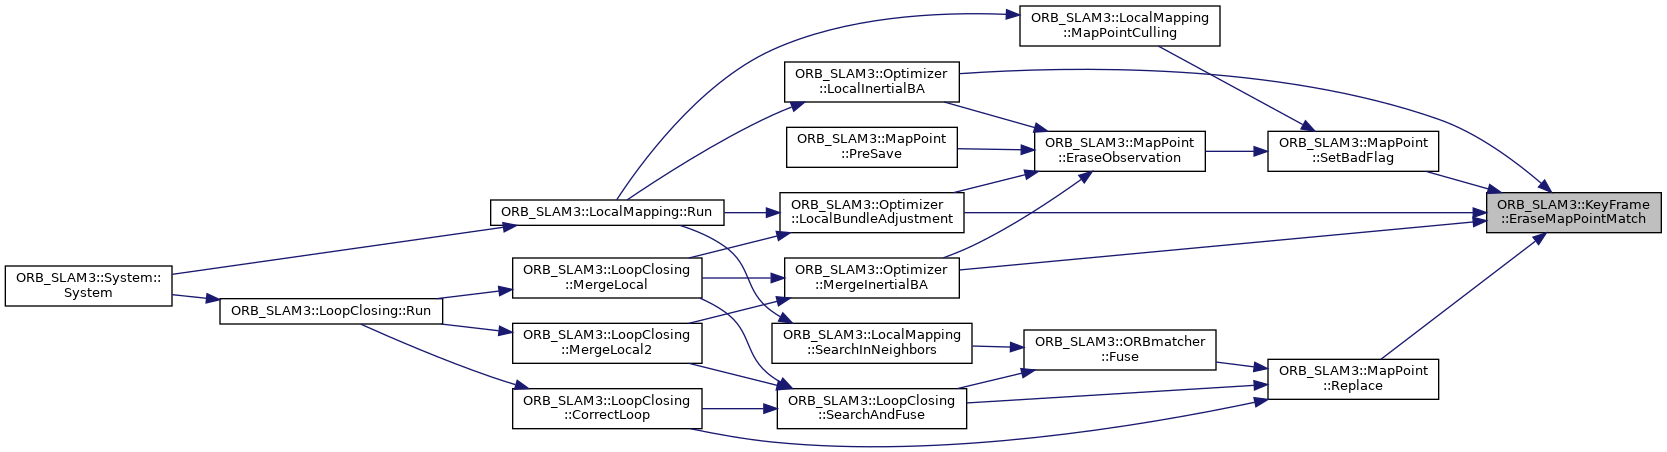 ORB_SLAM3::LocalMapping
::MapPointCulling
ORB_SLAM3::Optimizer
::LocalInertialBA
ORB_SLAM3::MapPoint
::PreSave
ORB_SLAM3::MapPoint
::EraseObservation
ORB_SLAM3::MapPoint
::SetBadFlag
ORB_SLAM3::KeyFrame
::EraseMapPointMatch
ORB_SLAM3::LocalMapping::Run
ORB_SLAM3::Optimizer
::LocalBundleAdjustment
ORB_SLAM3::System::
System
ORB_SLAM3::LoopClosing::Run
ORB_SLAM3::LoopClosing
::MergeLocal
ORB_SLAM3::Optimizer
::MergeInertialBA
ORB_SLAM3::LoopClosing
::MergeLocal2
ORB_SLAM3::LocalMapping
::SearchInNeighbors
ORB_SLAM3::ORBmatcher
::Fuse
ORB_SLAM3::MapPoint
::Replace
ORB_SLAM3::LoopClosing
::CorrectLoop
ORB_SLAM3::LoopClosing
::SearchAndFuse